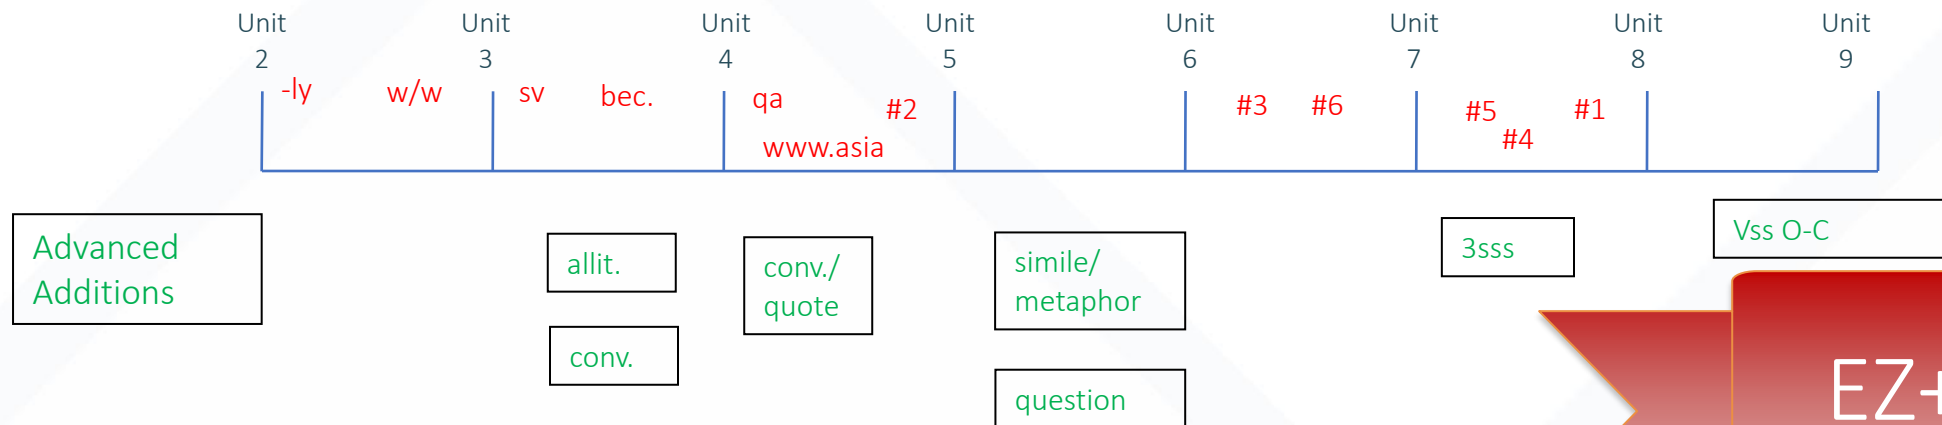 Unit 2
Unit 3
Unit 4
Unit 5
Unit 6
Unit 7
Unit 8
Unit 9
-ly
w/w
sv
bec.
qa
#2
www.asia
#3
#6
#5
#4
#1
Advanced
Additions
allit.
conv.
conv./
quote
simile/
metaphor
question
3sss
Vss O-C
EZ+